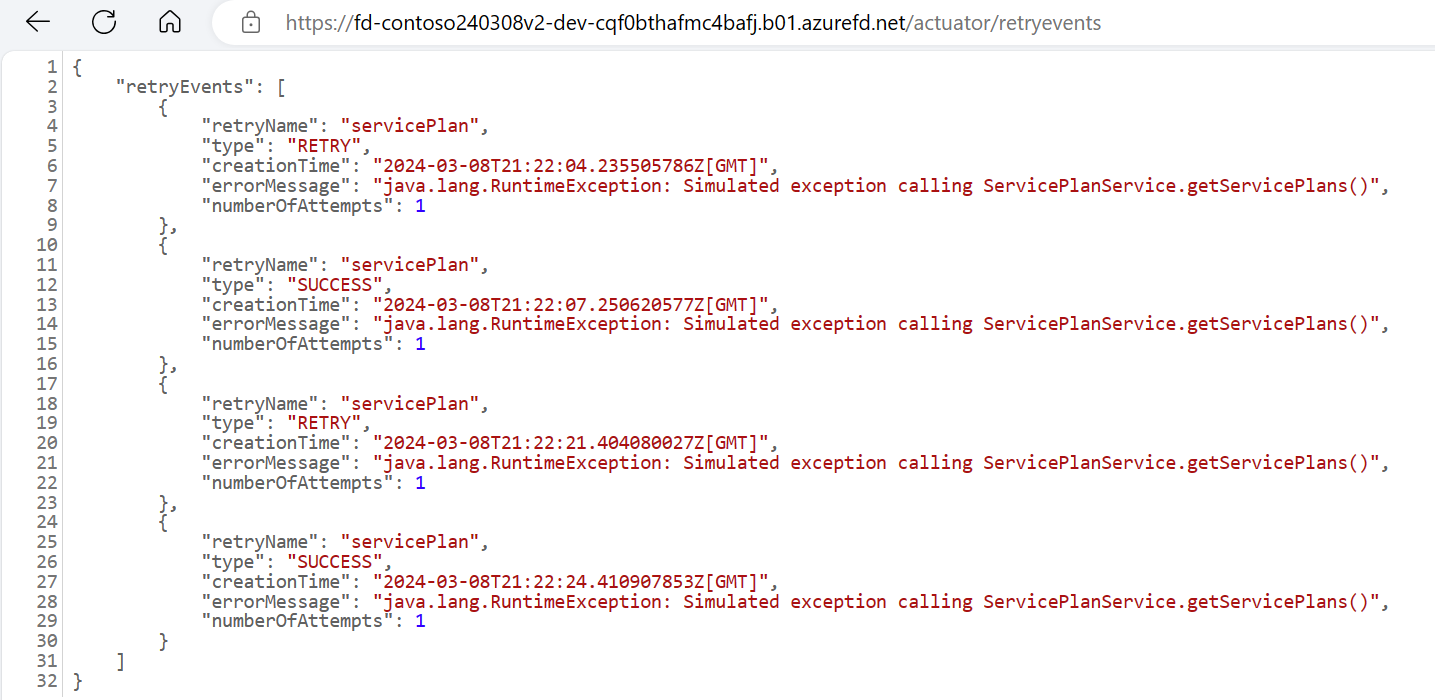 https://fd-contoso240308v2-dev-cqf0bthafmc4bafj.b01.azurefd.net/actuator/retryevents
1 {
2 "retryEvents": [
3 {
4 "retryName": "servicePlan",
5 "type": "RETRY",
6 "creationTime": "2024-03-08T21:22:04.235505786Z[GMT]",
7 "errorMessage": "java.lang.RuntimeException: Simulated exception calling ServicePlanService.getServicePlans()",
8 "numberOfAttempts": 1
9 },
10 {
11 "retryName": "servicePlan",
12 "type": "SUCCESS",
13 "creationTime": "2024-03-08T21:22:07.250620577Z[GMT]",
14 "errorMessage": "java.lang.RuntimeException: Simulated exception calling ServicePlanService.getServicePlans()",
15 "numberOfAttempts": 1
16 },
17 {
18 "retryName": "servicePlan",
19 "type": "RETRY",
20 "creationTime": "2024-03-08T21:22:21.404080027Z[GMT]",
21 "errorMessage": "java.lang.RuntimeException: Simulated exception calling ServicePlanService.getServicePlans()",
22 "numberOfAttempts": 1
23 },
24 {
25 "retryName": "servicePlan",
26 "type": "SUCCESS",
27 "creationTime": "2024-03-08T21:22:24.410907853Z[GMT]",
28 "errorMessage": "java.lang.RuntimeException: Simulated exception calling ServicePlanService.getServicePlans()",
29 "numberOfAttempts": 1
30 }
31 ]
32 }